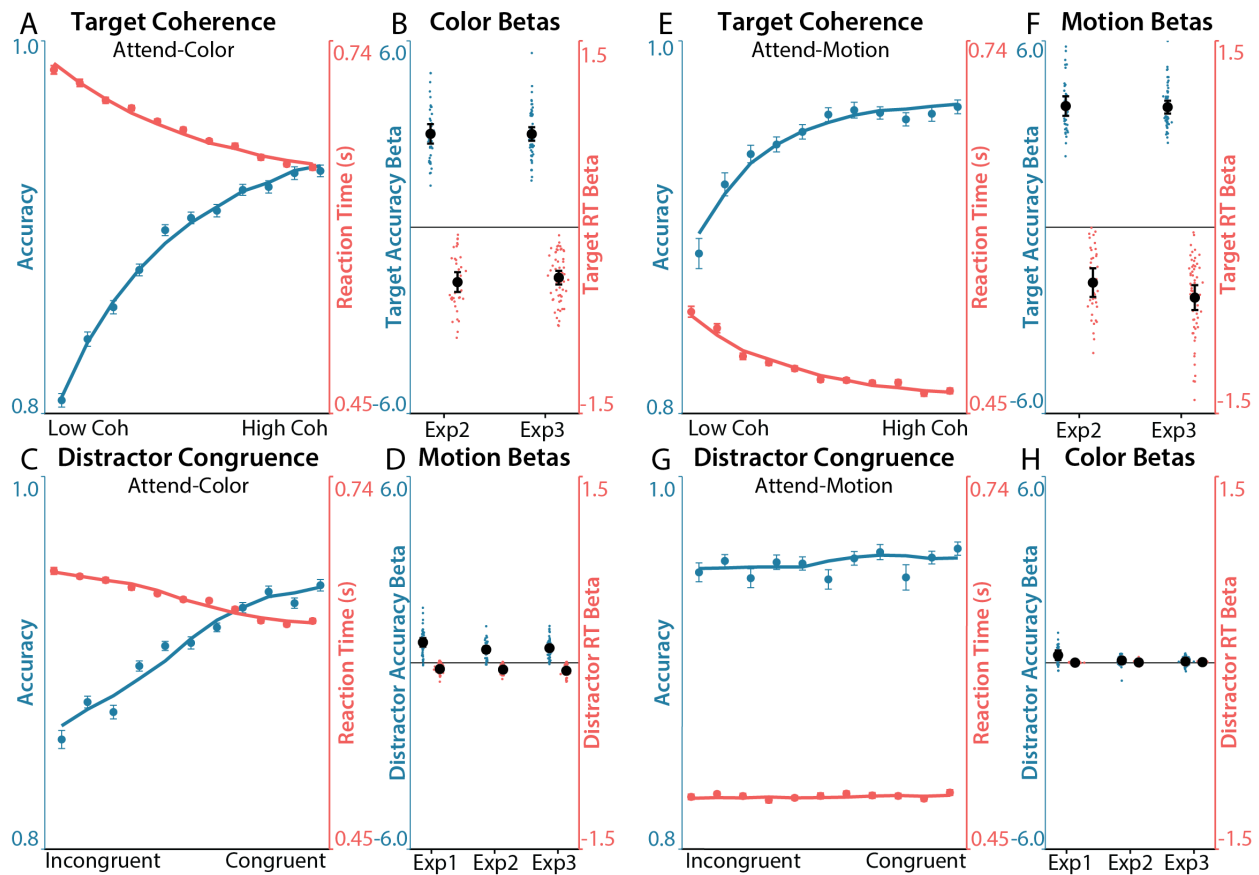 A Target Coherence
Attend-Color
1.0
0.8
Accuracy
0.74
0.45
Reaction Time (s)
Low Coh High Coh
B Color Betas
6.0
-6.0
Target Accuracy Beta
1.5
-1.5
Target RT Beta
Exp2 Exp3
E Target Coherence
Attend-Motion
1.0
0.8
Accuracy
0.74
0.45
Reaction Time (s)
Low Coh High Coh
F Motion Betas
6.0
-6.0
Target Accuracy Beta
1.5
-1.5
Target RT Beta
Exp2 Exp3
C Distractor Congruence
Attend-Color
1.0
0.8
Accuracy
0.74
0.45
Reaction Time (s)
Incongruent Congruent
D Motion Betas
6.0
-6.0
Distractor Accuracy Beta
1.5
-1.5
Distractor RT Beta
Exp1 Exp2 Exp3
G Distractor Congruence
Attend-Motion
1.0
0.8
Accuracy
0.74
0.45
Reaction Time (s)
Incongruent Congruent
H Color Betas
6.0
-6.0
Distractor Accuracy Beta
1.5
-1.5
Distractor RT Beta
Exp1 Exp2 Exp3